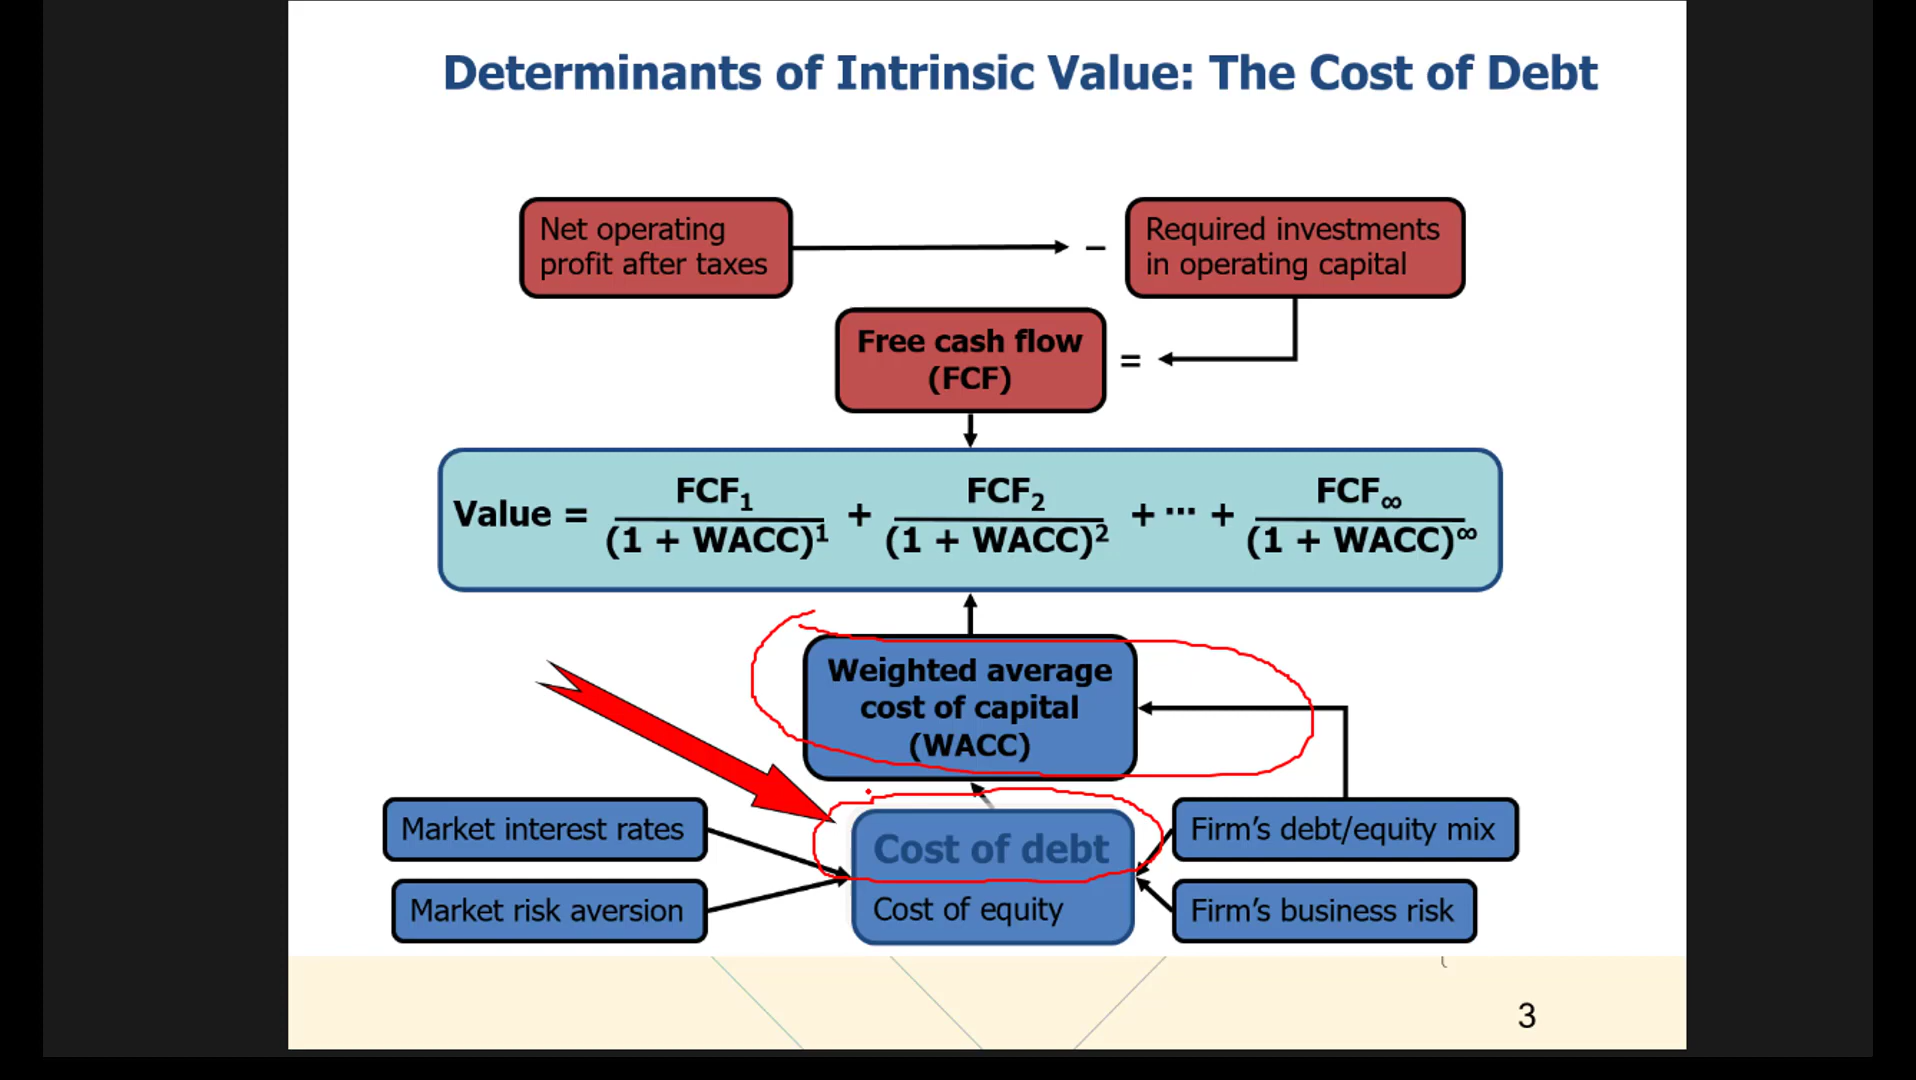 Determinants of Intrinsic Value: The Cost of Debt
Net operating
profit after taxes
–
Required investments
in operating capital
Free cash flow
(FCF)
=
Value = FCF₁ / (1 + WACC)¹ + FCF₂ / (1 + WACC)² + ··· + FCF∞ / (1 + WACC)∞
Weighted average
cost of capital
(WACC)
Market interest rates
Market risk aversion
Cost of debt
Cost of equity
Firm’s debt/equity mix
Firm’s business risk
3